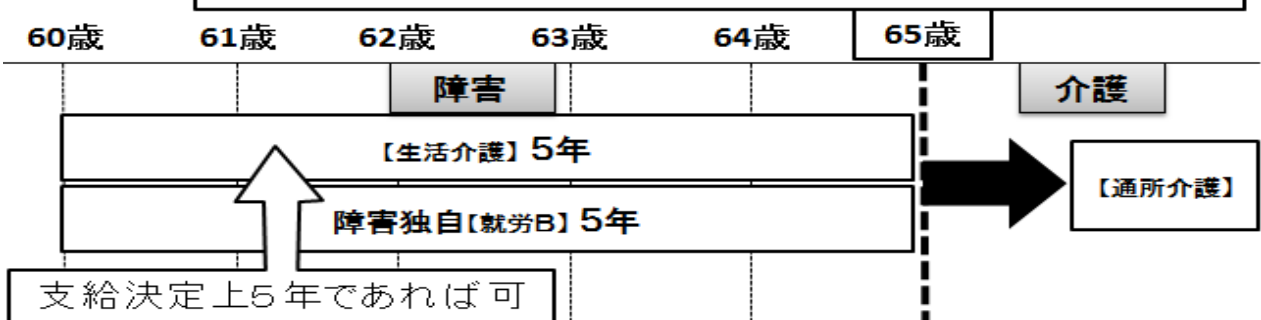 60歳 61歳 62歳 63歳 64歳 65歳
障害 介護
【生活介護】5年
【通所介護】
障害独自【就労B】5年
支給決定上5年であれば可